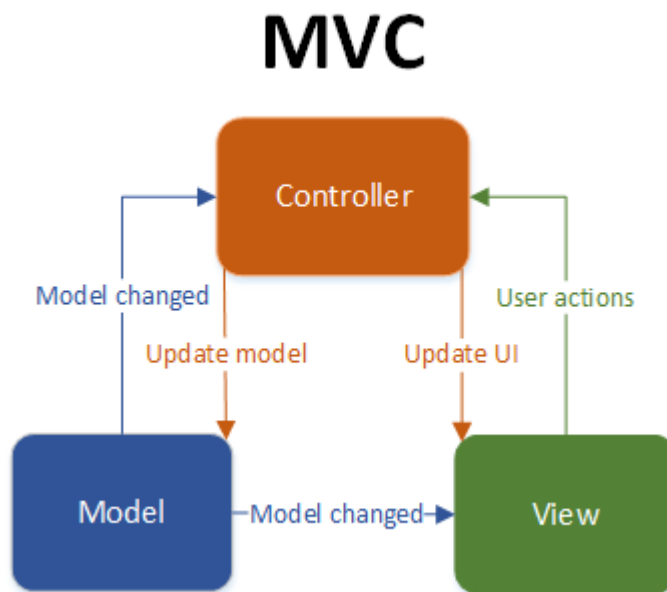 MVC
Controller
Model changed
User actions
Update model
Update UI
Model
Model changed
View